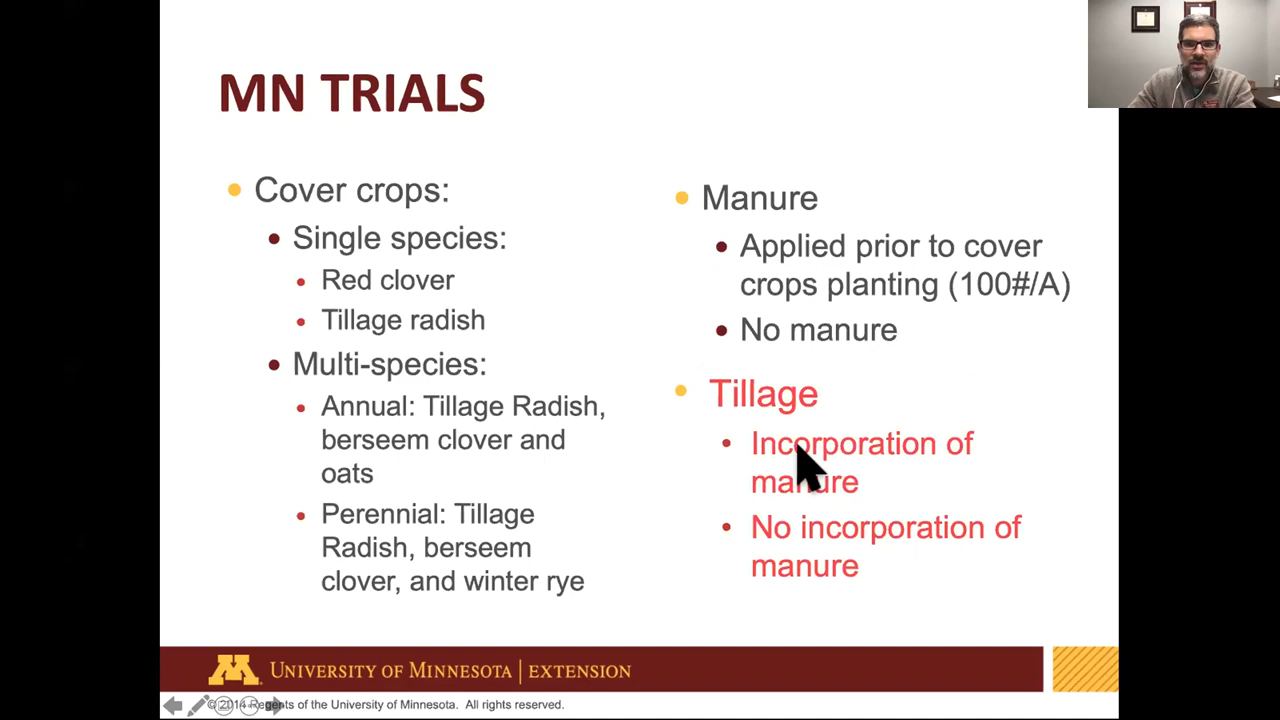 MN TRIALS
Cover crops:
Single species:
Red clover
Tillage radish
Multi-species:
Annual: Tillage Radish,
berseem clover and
oats
Perennial: Tillage
Radish, berseem
clover, and winter rye
Manure
Applied prior to cover
crops planting (100#/A)
No manure
Tillage
Incorporation of
manure
No incorporation of
manure
M UNIVERSITY OF MINNESOTA | EXTENSION
© 2014 Regents of the University of Minnesota. All rights reserved.